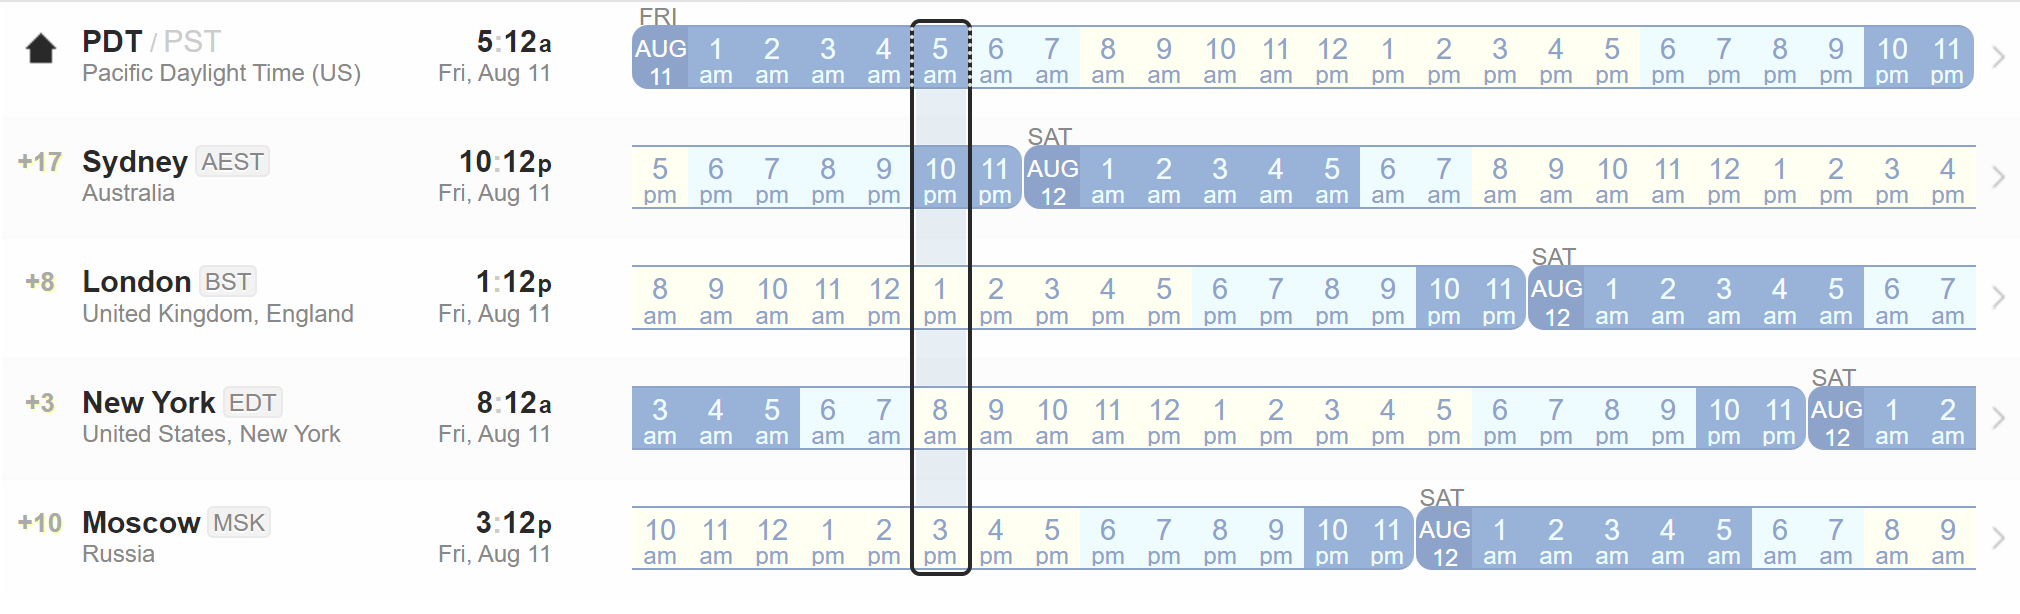 FRI
PDT / PST 5:12a AUG 1 2 3 4 5 6 7 8 9 10 11 12 1 2 3 4 5 6 7 8 9 10 11
Pacific Daylight Time (US) Fri, Aug 11 11 am am am am am am am am am am am pm pm pm pm pm pm pm pm pm pm pm pm
SAT
+17 Sydney AEST 10:12p 5 6 7 8 9 10 11 AUG 1 2 3 4 5 6 7 8 9 10 11 12 1 2 3 4
Australia Fri, Aug 11 pm pm pm pm pm pm pm 12 am am am am am am am am am am am pm pm pm pm pm
SAT
+8 London BST 1:12p 8 9 10 11 12 1 2 3 4 5 6 7 8 9 10 11 AUG 1 2 3 4 5 6 7
United Kingdom, England Fri, Aug 11 am am am am pm pm pm pm pm pm pm pm pm pm pm pm 12 am am am am am am am
SAT
+3 New York EDT 8:12a 3 4 5 6 7 8 9 10 11 12 1 2 3 4 5 6 7 8 9 10 11 AUG 1 2
United States, New York Fri, Aug 11 am am am am am am am am am pm pm pm pm pm pm pm pm pm pm pm pm 12 am am
SAT
+10 Moscow MSK 3:12p 10 11 12 1 2 3 4 5 6 7 8 9 10 11 AUG 1 2 3 4 5 6 7 8 9
Russia Fri, Aug 11 am am pm pm pm pm pm pm pm pm pm pm pm pm 12 am am am am am am am am am